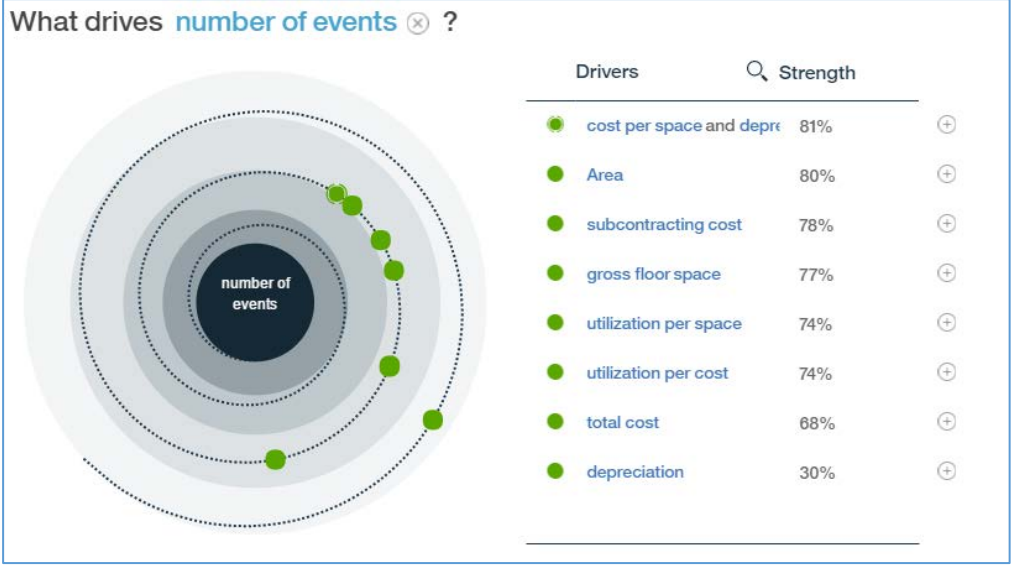 What drives number of events ?
number of
events
Drivers Strength
cost per space and depre 81%
Area 80%
subcontracting cost 78%
gross floor space 77%
utilization per space 74%
utilization per cost 74%
total cost 68%
depreciation 30%